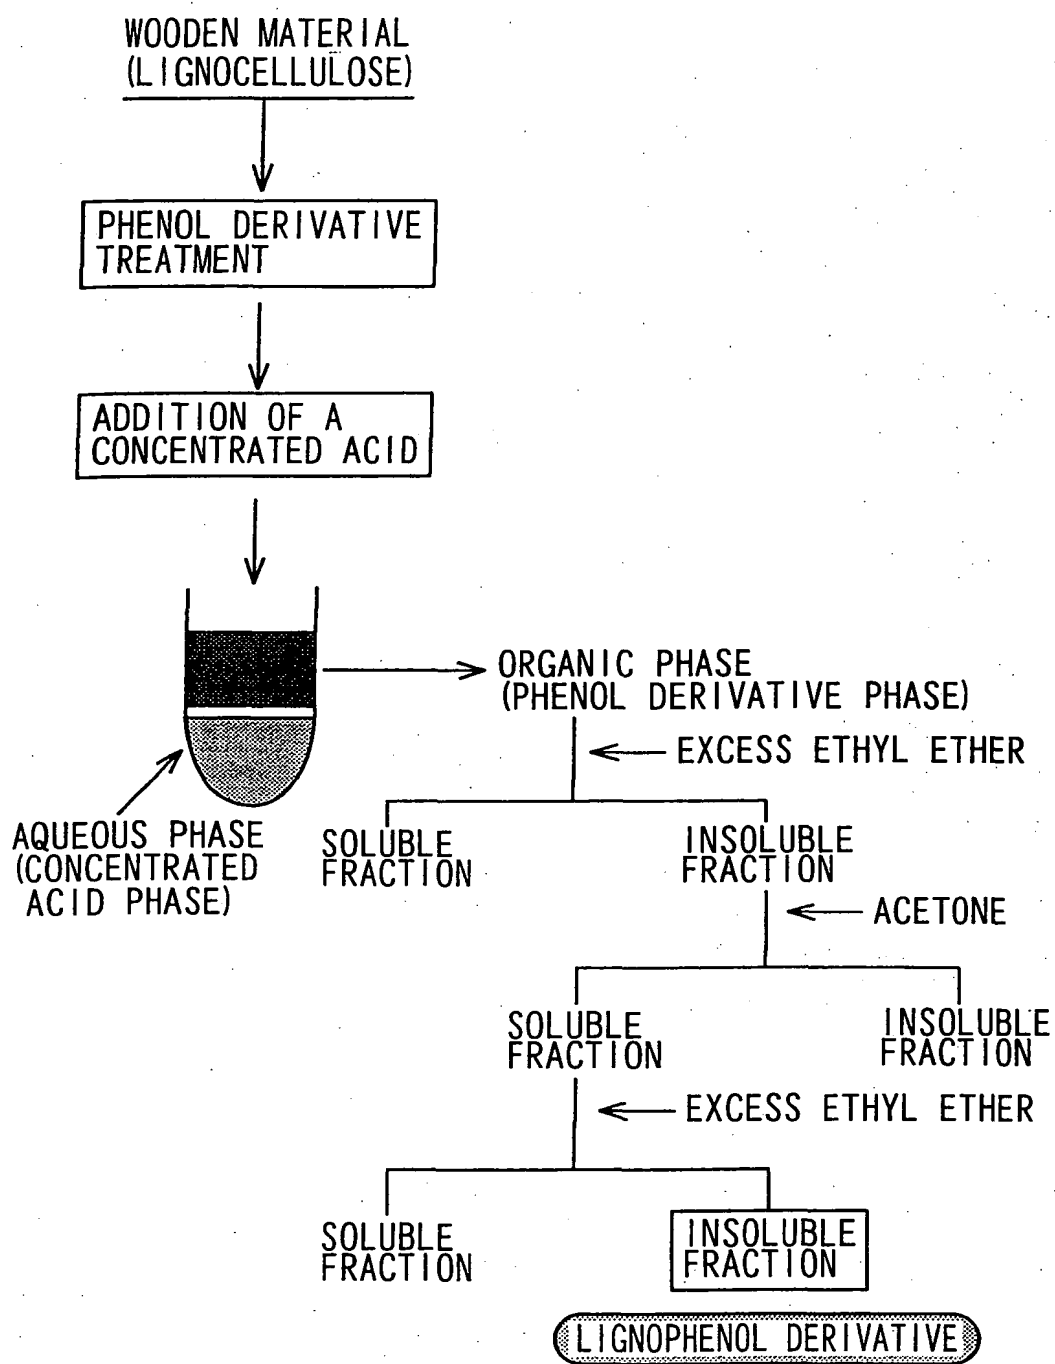 WOODEN MATERIAL
(LIGNOCELLULOSE)
PHENOL DERIVATIVE
TREATMENT
ADDITION OF A
CONCENTRATED ACID
ORGANIC PHASE
(PHENOL DERIVATIVE PHASE)
EXCESS ETHYL ETHER
AQUEOUS PHASE
(CONCENTRATED
ACID PHASE)
SOLUBLE
FRACTION
INSOLUBLE
FRACTION
ACETONE
SOLUBLE
FRACTION
INSOLUBLE
FRACTION
EXCESS ETHYL ETHER
SOLUBLE
FRACTION
INSOLUBLE
FRACTION
LIGNOPHENOL DERIVATIVE